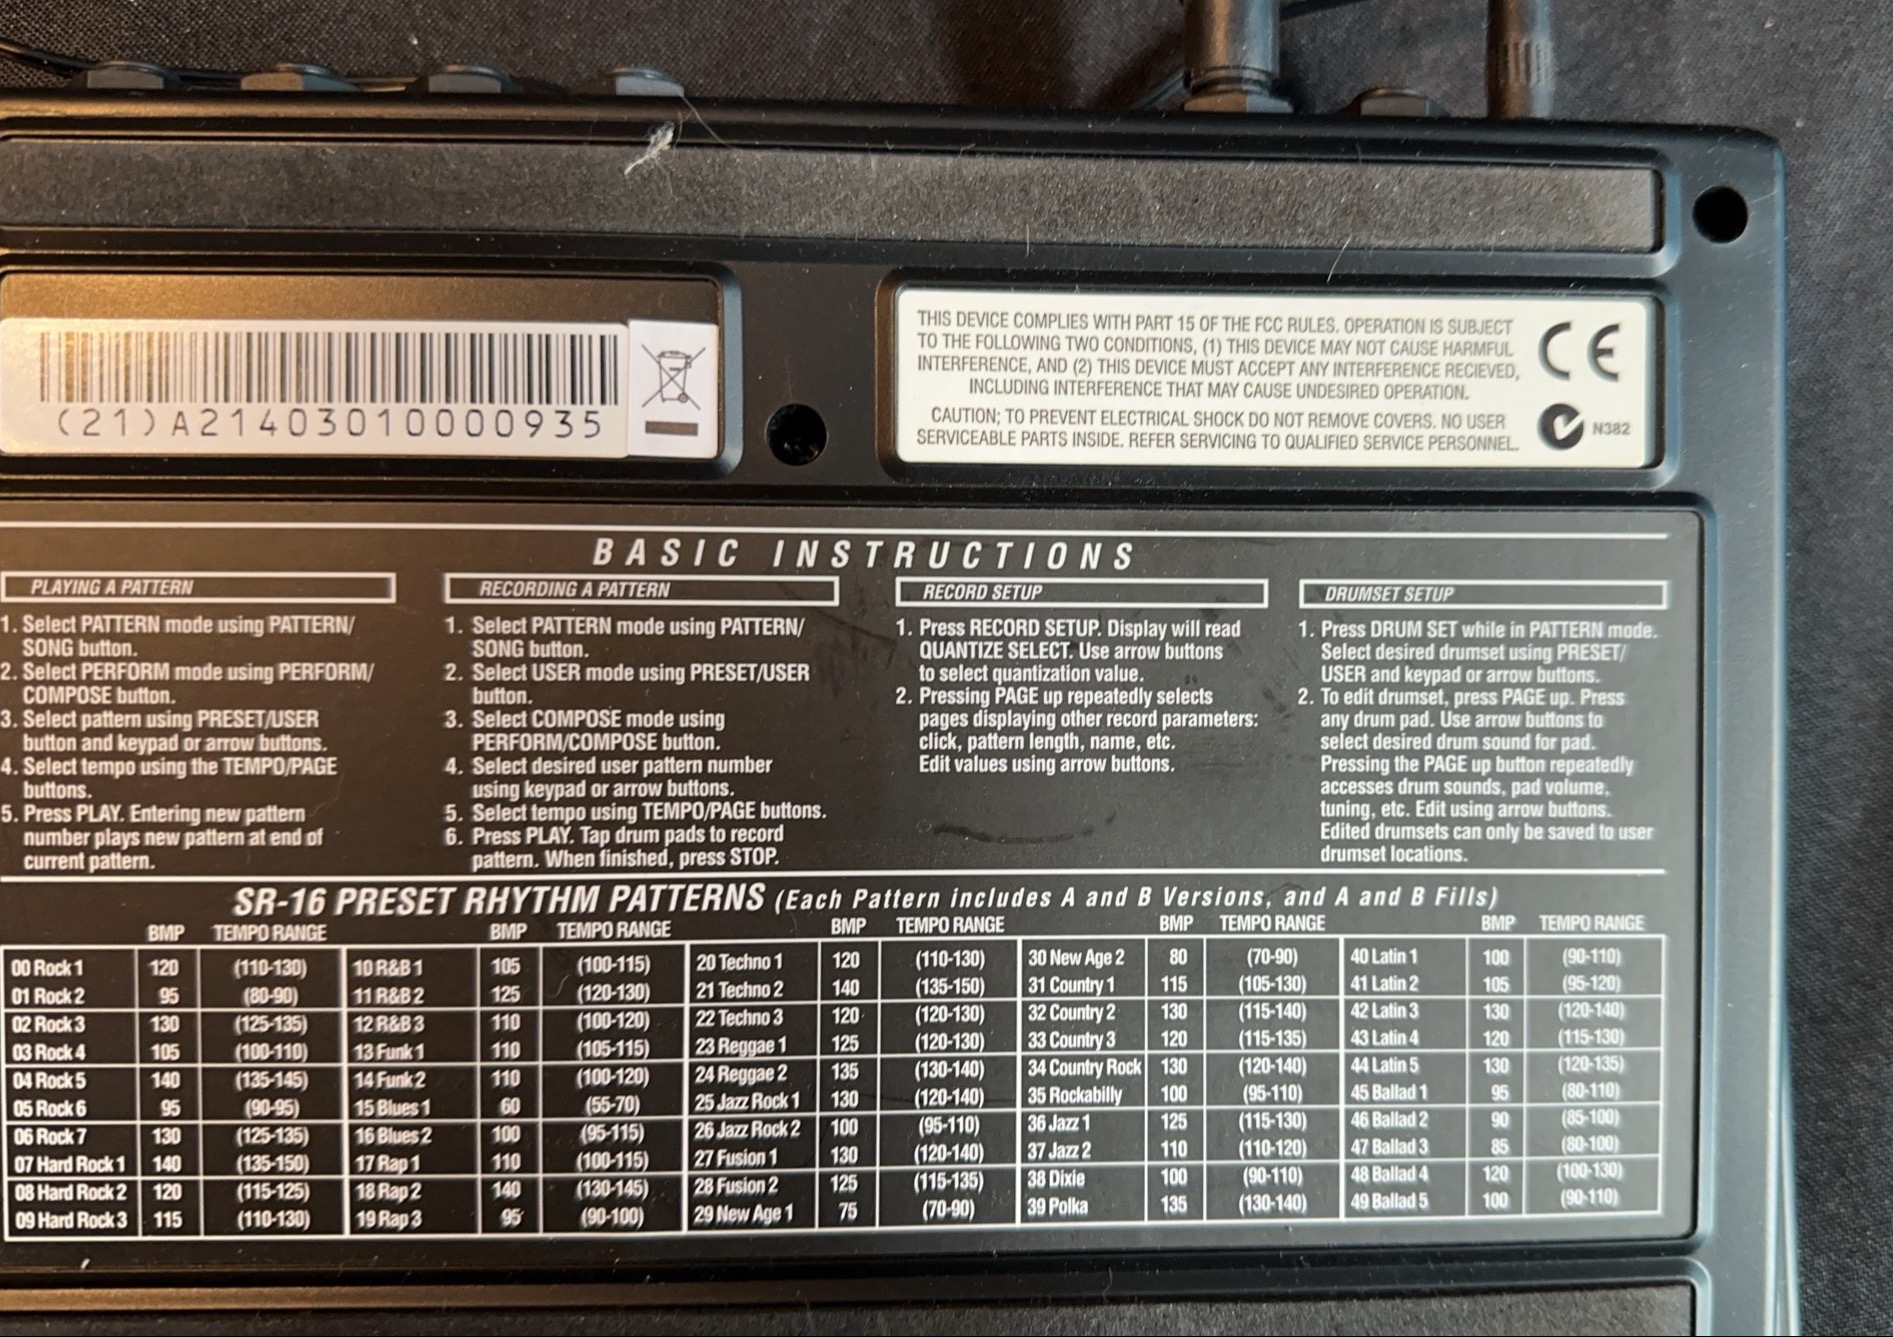 (21)A21403010000935
THIS DEVICE COMPLIES WITH PART 15 OF THE FCC RULES. OPERATION IS SUBJECT
TO THE FOLLOWING TWO CONDITIONS, (1) THIS DEVICE MAY NOT CAUSE HARMFUL
INTERFERENCE, AND (2) THIS DEVICE MUST ACCEPT ANY INTERFERENCE RECIEVED,
INCLUDING INTERFERENCE THAT MAY CAUSE UNDESIRED OPERATION.
CAUTION; TO PREVENT ELECTRICAL SHOCK DO NOT REMOVE COVERS. NO USER
SERVICEABLE PARTS INSIDE. REFER SERVICING TO QUALIFIED SERVICE PERSONNEL.
CE
N382
BASIC INSTRUCTIONS
PLAYING A PATTERN
1. Select PATTERN mode using PATTERN/
SONG button.
2. Select PERFORM mode using PERFORM/
COMPOSE button.
3. Select pattern using PRESET/USER
button and keypad or arrow buttons.
4. Select tempo using the TEMPO/PAGE
buttons.
5. Press PLAY. Entering new pattern
number plays new pattern at end of
current pattern.
RECORDING A PATTERN
1. Select PATTERN mode using PATTERN/
SONG button.
2. Select USER mode using PRESET/USER
button.
3. Select COMPOSE mode using
PERFORM/COMPOSE button.
4. Select desired user pattern number
using keypad or arrow buttons.
5. Select tempo using TEMPO/PAGE buttons.
6. Press PLAY. Tap drum pads to record
pattern. When finished, press STOP.
RECORD SETUP
1. Press RECORD SETUP. Display will read
QUANTIZE SELECT. Use arrow buttons
to select quantization value.
2. Pressing PAGE up repeatedly selects
pages displaying other record parameters:
click, pattern length, name, etc.
Edit values using arrow buttons.
DRUMSET SETUP
1. Press DRUM SET while in PATTERN mode.
Select desired drumset using PRESET/
USER and keypad or arrow buttons.
2. To edit drumset, press PAGE up. Press
any drum pad. Use arrow buttons to
select desired drum sound for pad.
Pressing the PAGE up button repeatedly
accesses drum sounds, pad volume,
tuning, etc. Edit using arrow buttons.
Edited drumsets can only be saved to user
drumset locations.
SR-16 PRESET RHYTHM PATTERNS (Each Pattern includes A and B Versions, and A and B Fills)
BMP TEMPO RANGE BMP TEMPO RANGE BMP TEMPO RANGE BMP TEMPO RANGE BMP TEMPO RANGE
00 Rock 1 120 (110-130) 10 R&B 1 105 (100-115) 20 Techno 1 120 (110-130) 30 New Age 2 80 (70-90) 40 Latin 1 100 (90-110)
01 Rock 2 95 (80-90) 11 R&B 2 125 (120-130) 21 Techno 2 140 (135-150) 31 Country 1 115 (105-130) 41 Latin 2 105 (95-120)
02 Rock 3 130 (125-135) 12 R&B 3 110 (100-120) 22 Techno 3 120 (120-130) 32 Country 2 130 (115-140) 42 Latin 3 130 (120-140)
03 Rock 4 105 (100-110) 13 Funk 1 110 (105-115) 23 Reggae 1 125 (120-130) 33 Country 3 120 (115-135) 43 Latin 4 120 (115-130)
04 Rock 5 140 (135-145) 14 Funk 2 110 (100-120) 24 Reggae 2 135 (130-140) 34 Country Rock 130 (120-140) 44 Latin 5 130 (120-135)
05 Rock 6 95 (90-95) 15 Blues 1 60 (55-70) 25 Jazz Rock 1 130 (120-140) 35 Rockabilly 100 (95-110) 45 Ballad 1 95 (80-110)
06 Rock 7 130 (125-135) 16 Blues 2 100 (95-115) 26 Jazz Rock 2 100 (95-110) 36 Jazz 1 125 (115-130) 46 Ballad 2 90 (85-100)
07 Hard Rock 1 140 (135-150) 17 Rap 1 110 (100-115) 27 Fusion 1 130 (120-140) 37 Jazz 2 110 (110-120) 47 Ballad 3 85 (80-100)
08 Hard Rock 2 120 (115-125) 18 Rap 2 140 (130-145) 28 Fusion 2 125 (115-135) 38 Dixie 100 (90-110) 48 Ballad 4 120 (100-130)
09 Hard Rock 3 115 (110-130) 19 Rap 3 95 (90-100) 29 New Age 1 75 (70-90) 39 Polka 135 (130-140) 49 Ballad 5 100 (90-110)